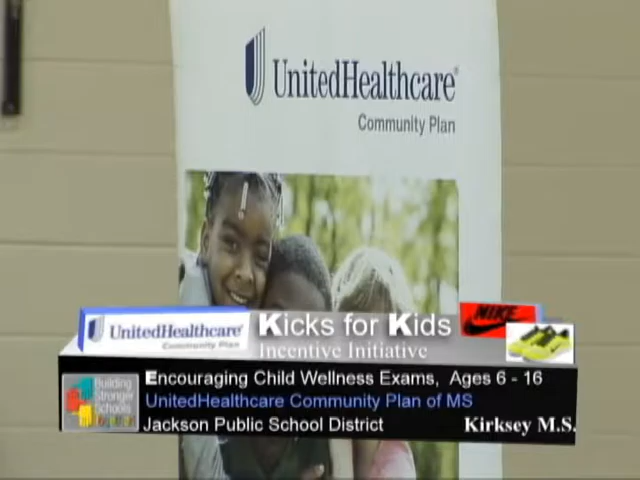 UnitedHealthcare®
Community Plan
UnitedHealthcare
Community Plan
Kicks for Kids
NIKE
Incentive Initiative
Encouraging Child Wellness Exams, Ages 6 - 16
Building
Stronger
Schools
UnitedHealthcare Community Plan of MS
Jackson Public School District
Kirksey M.S.